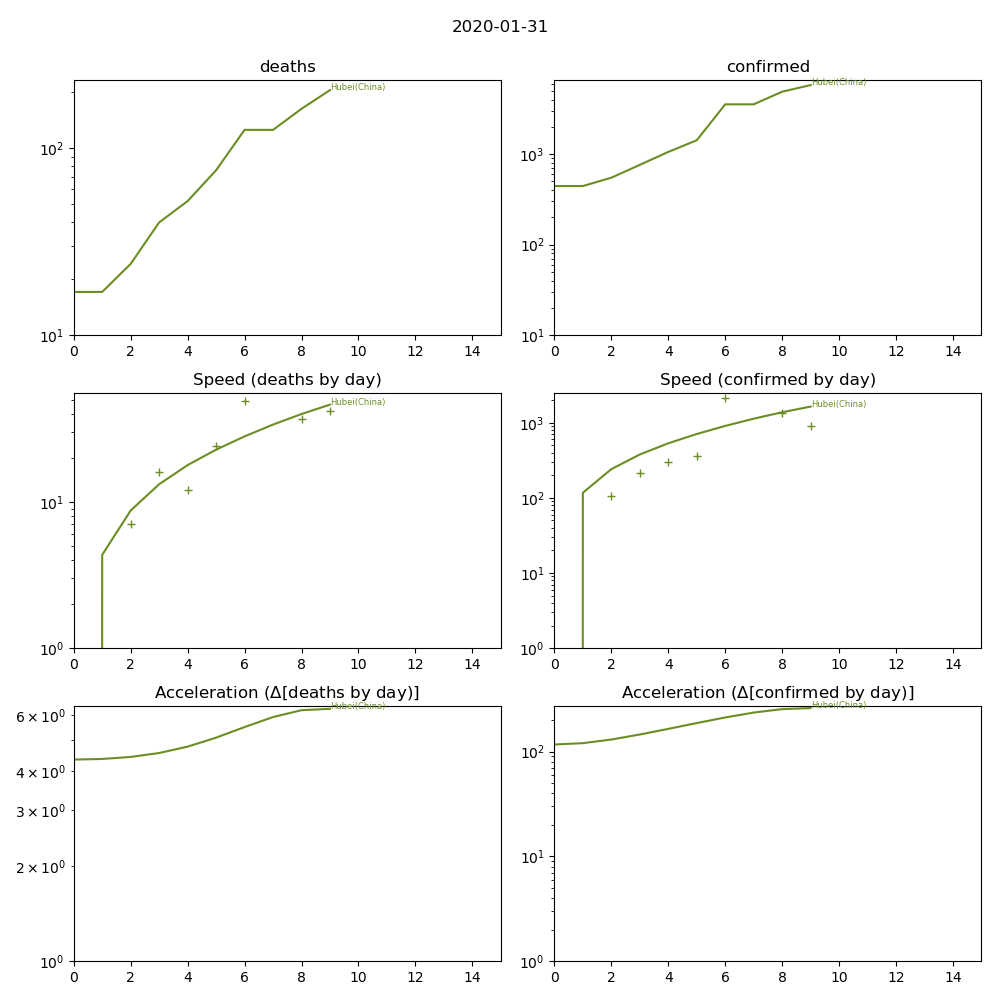 2020-01-31
deaths
confirmed
Hubei(China)
10²
10¹
0 2 4 6 8 10 12 14
Hubei(China)
10³
10²
10¹
0 2 4 6 8 10 12 14
Speed (deaths by day)
Speed (confirmed by day)
Hubei(China)
10¹
10⁰
0 2 4 6 8 10 12 14
Hubei(China)
10³
10²
10¹
10⁰
0 2 4 6 8 10 12 14
Acceleration (Δ[deaths by day)]
Acceleration (Δ[confirmed by day)]
Hubei(China)
6 × 10⁰
4 × 10⁰
3 × 10⁰
2 × 10⁰
10⁰
0 2 4 6 8 10 12 14
Hubei(China)
10²
10¹
10⁰
0 2 4 6 8 10 12 14